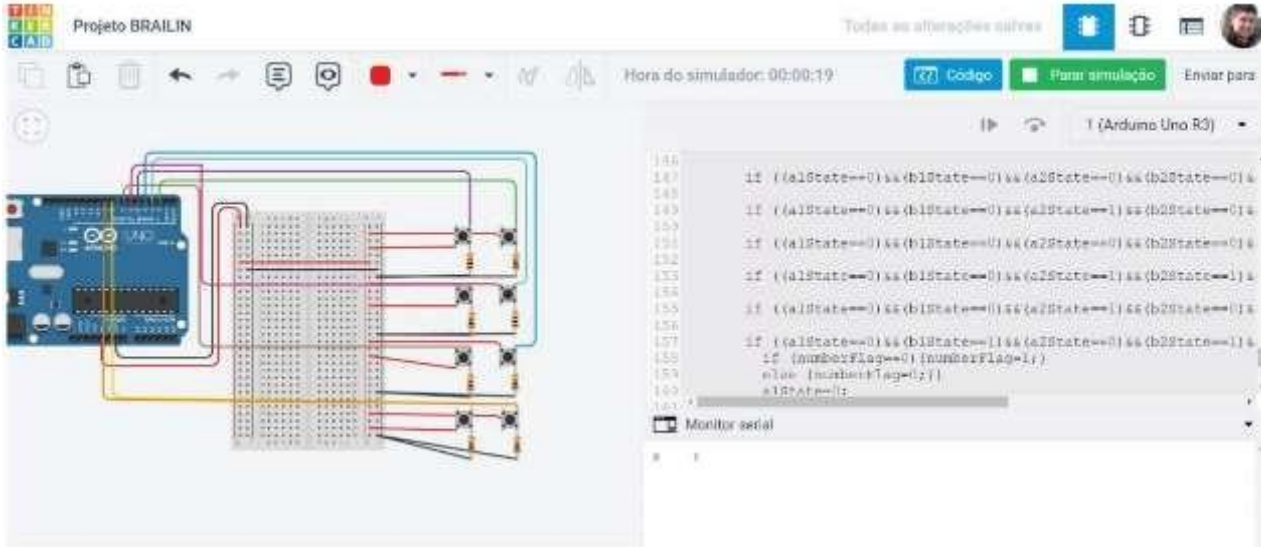 TIN
KER
CAD
Projeto BRAILIN
Todas as alterações salvas
Hora do simulador: 00:00:19
Código
Parar simulação
Enviar para
1 (Arduino Uno R3)
UNO
146
147 if ((a1State==0)&&(b1State==0)&&(a2State==0)&&(b2State==0)&
148
149 if ((a1State==0)&&(b1State==0)&&(a2State==1)&&(b2State==0)&
150
151 if ((a1State==0)&&(b1State==0)&&(a2State==0)&&(b2State==0)&
152
153 if ((a1State==0)&&(b1State==0)&&(a2State==1)&&(b2State==1)&
154
155 if ((a1State==0)&&(b1State==0)&&(a2State==1)&&(b2State==0)&
156
157 if ((a1State==0)&&(b1State==1)&&(a2State==0)&&(b2State==1)&
158 if (numberFlag==0){numberFlag=1;}
159 else {numberFlag=0;}}
160 a1State=0;
161
Monitor serial